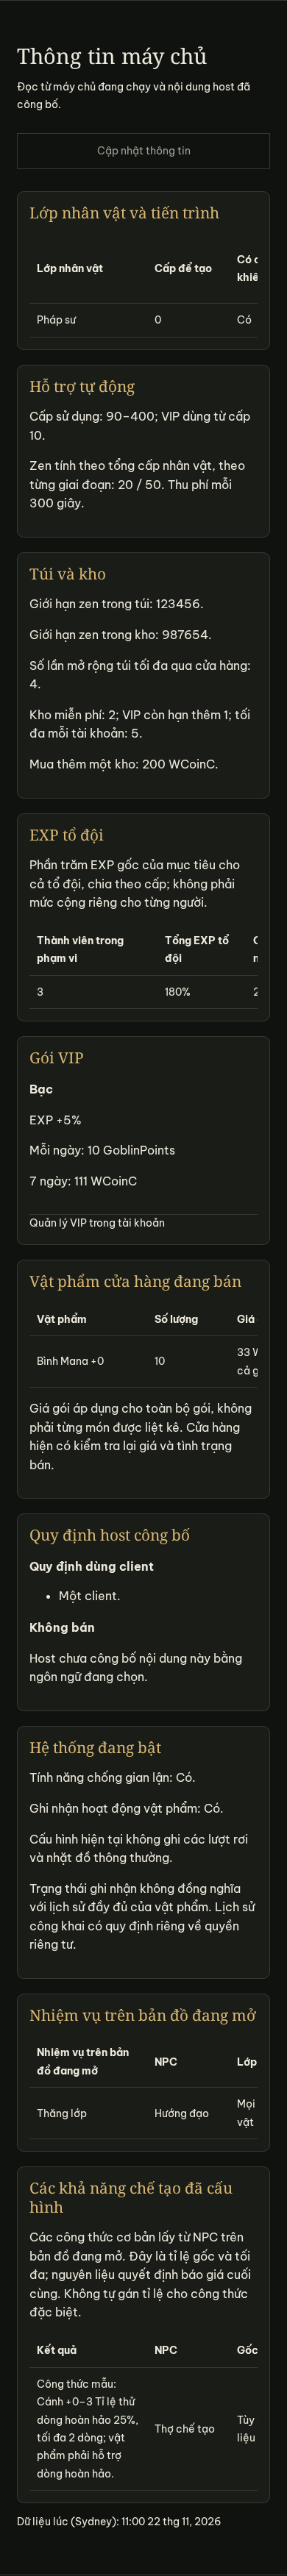 Thông tin máy chủ
Đọc từ máy chủ đang chạy và nội dung host đã
công bố.
Cập nhật thông tin
Lớp nhân vật và tiến trình
Lớp nhân vật Cấp để tạo Có
Pháp sư 0 Có
Hỗ trợ tự động
Cấp sử dụng: 90–400; VIP dùng từ cấp
10.
Zen tính theo tổng cấp nhân vật, theo
từng giai đoạn: 20 / 50. Thu phí mỗi
300 giây.
Túi và kho
Giới hạn zen trong túi: 123456.
Giới hạn zen trong kho: 987654.
Số lần mở rộng túi tối đa qua cửa hàng:
4.
Kho miễn phí: 2; VIP còn hạn thêm 1; tối
đa mỗi tài khoản: 5.
Mua thêm một kho: 200 WCoinC.
EXP tổ đội
Phần trăm EXP gốc của mục tiêu cho
cả tổ đội, chia theo cấp; không phải
mức cộng riêng cho từng người.
Thành viên trong Tổng EXP tổ
phạm vi đội
3 180%
Gói VIP
Bạc
EXP +5%
Mỗi ngày: 10 GoblinPoints
7 ngày: 111 WCoinC
Quản lý VIP trong tài khoản
Vật phẩm cửa hàng đang bán
Vật phẩm Số lượng Giá
Bình Mana +0 10 33
cả
Giá gói áp dụng cho toàn bộ gói, không
phải từng món được liệt kê. Cửa hàng
hiện có kiểm tra lại giá và tình trạng
bán.
Quy định host công bố
Quy định dùng client
• Một client.
Không bán
Host chưa công bố nội dung này bằng
ngôn ngữ đang chọn.
Hệ thống đang bật
Tính năng chống gian lận: Có.
Ghi nhận hoạt động vật phẩm: Có.
Cấu hình hiện tại không ghi các lượt rơi
và nhặt đồ thông thường.
Trạng thái ghi nhận không đồng nghĩa
với lịch sử đầy đủ của vật phẩm. Lịch sử
công khai có quy định riêng về quyền
riêng tư.
Nhiệm vụ trên bản đồ đang mở
Nhiệm vụ trên bản NPC Lớp
đồ đang mở
Thăng lớp Hướng đạo Mọi
vật
Các khả năng chế tạo đã cấu
hình
Các công thức cơ bản lấy từ NPC trên
bản đồ đang mở. Đây là tỉ lệ gốc và tối
đa; nguyên liệu quyết định báo giá cuối
cùng. Không tự gán tỉ lệ cho công thức
đặc biệt.
Kết quả NPC Gốc
Công thức mẫu:
Cánh +0–3 Tỉ lệ thử
dòng hoàn hảo 25%,
tối đa 2 dòng; vật
phẩm phải hỗ trợ
dòng hoàn hảo.
Thợ chế tạo
Tùy
liệu
Dữ liệu lúc (Sydney): 11:00 22 thg 11, 2026